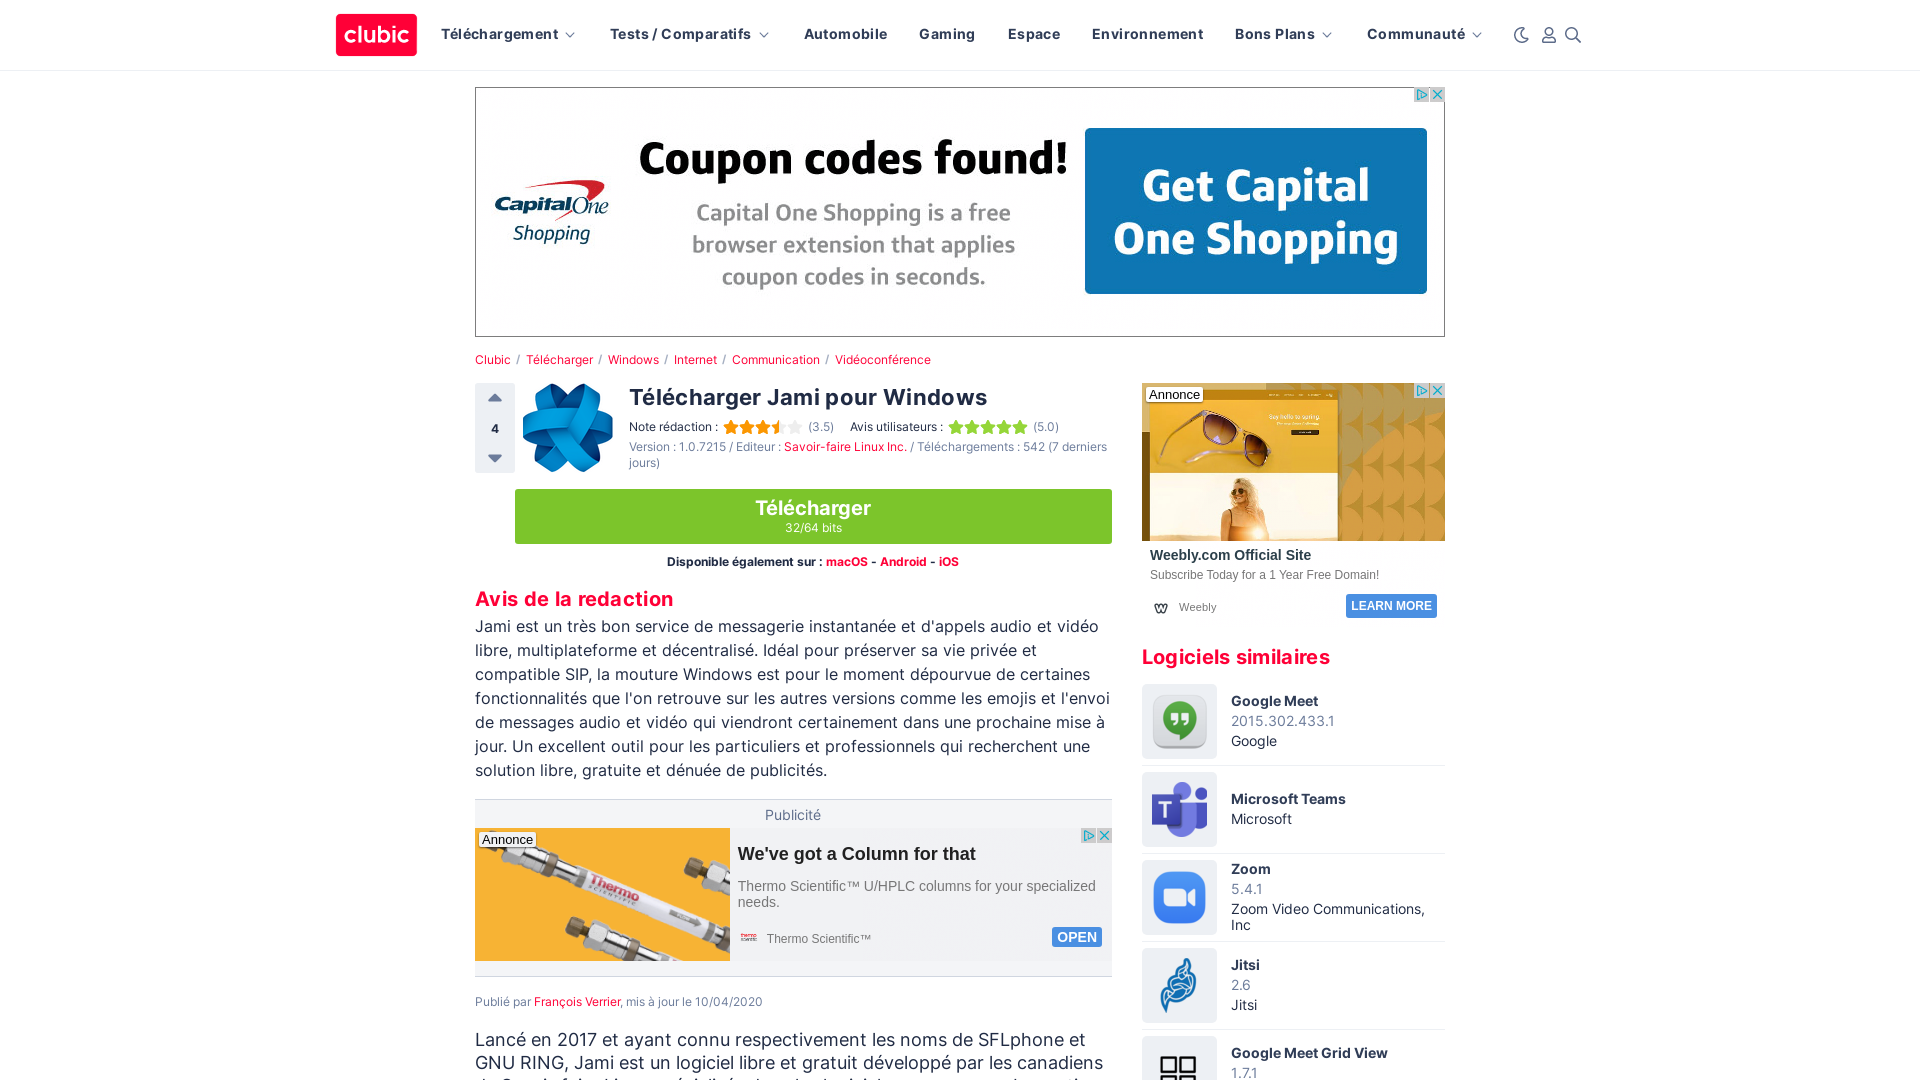 clubic Téléchargement Tests / Comparatifs Automobile Gaming Espace Environnement Bons Plans Communauté
Coupon codes found!
Capital One Shopping is a free
browser extension that applies
coupon codes in seconds.
CapitalOne
Shopping
Get Capital
One Shopping
Clubic / Télécharger / Windows / Internet / Communication / Vidéoconférence
4
Télécharger Jami pour Windows
Note rédaction : (3.5) Avis utilisateurs : (5.0)
Version : 1.0.7215 / Editeur : Savoir-faire Linux Inc. / Téléchargements : 542 (7 derniers
jours)
Télécharger
32/64 bits
Disponible également sur : macOS - Android - iOS
Avis de la redaction
Jami est un très bon service de messagerie instantanée et d'appels audio et vidéo
libre, multiplateforme et décentralisé. Idéal pour préserver sa vie privée et
compatible SIP, la mouture Windows est pour le moment dépourvue de certaines
fonctionnalités que l'on retrouve sur les autres versions comme les emojis et l'envoi
de messages audio et vidéo qui viendront certainement dans une prochaine mise à
jour. Un excellent outil pour les particuliers et professionnels qui recherchent une
solution libre, gratuite et dénuée de publicités.
Publicité
Annonce
Thermo
SCIENTIFIC
We've got a Column for that
Thermo Scientific™ U/HPLC columns for your specialized
needs.
Thermo Scientific™
OPEN
Publié par François Verrier, mis à jour le 10/04/2020
Lancé en 2017 et ayant connu respectivement les noms de SFLphone et
GNU RING, Jami est un logiciel libre et gratuit développé par les canadiens
Annonce
Say hello to spring.
Weebly.com Official Site
Subscribe Today for a 1 Year Free Domain!
Weebly
LEARN MORE
Logiciels similaires
Google Meet
2015.302.433.1
Google
Microsoft Teams
Microsoft
Zoom
5.4.1
Zoom Video Communications,
Inc
Jitsi
2.6
Jitsi
Google Meet Grid View
1.7.1